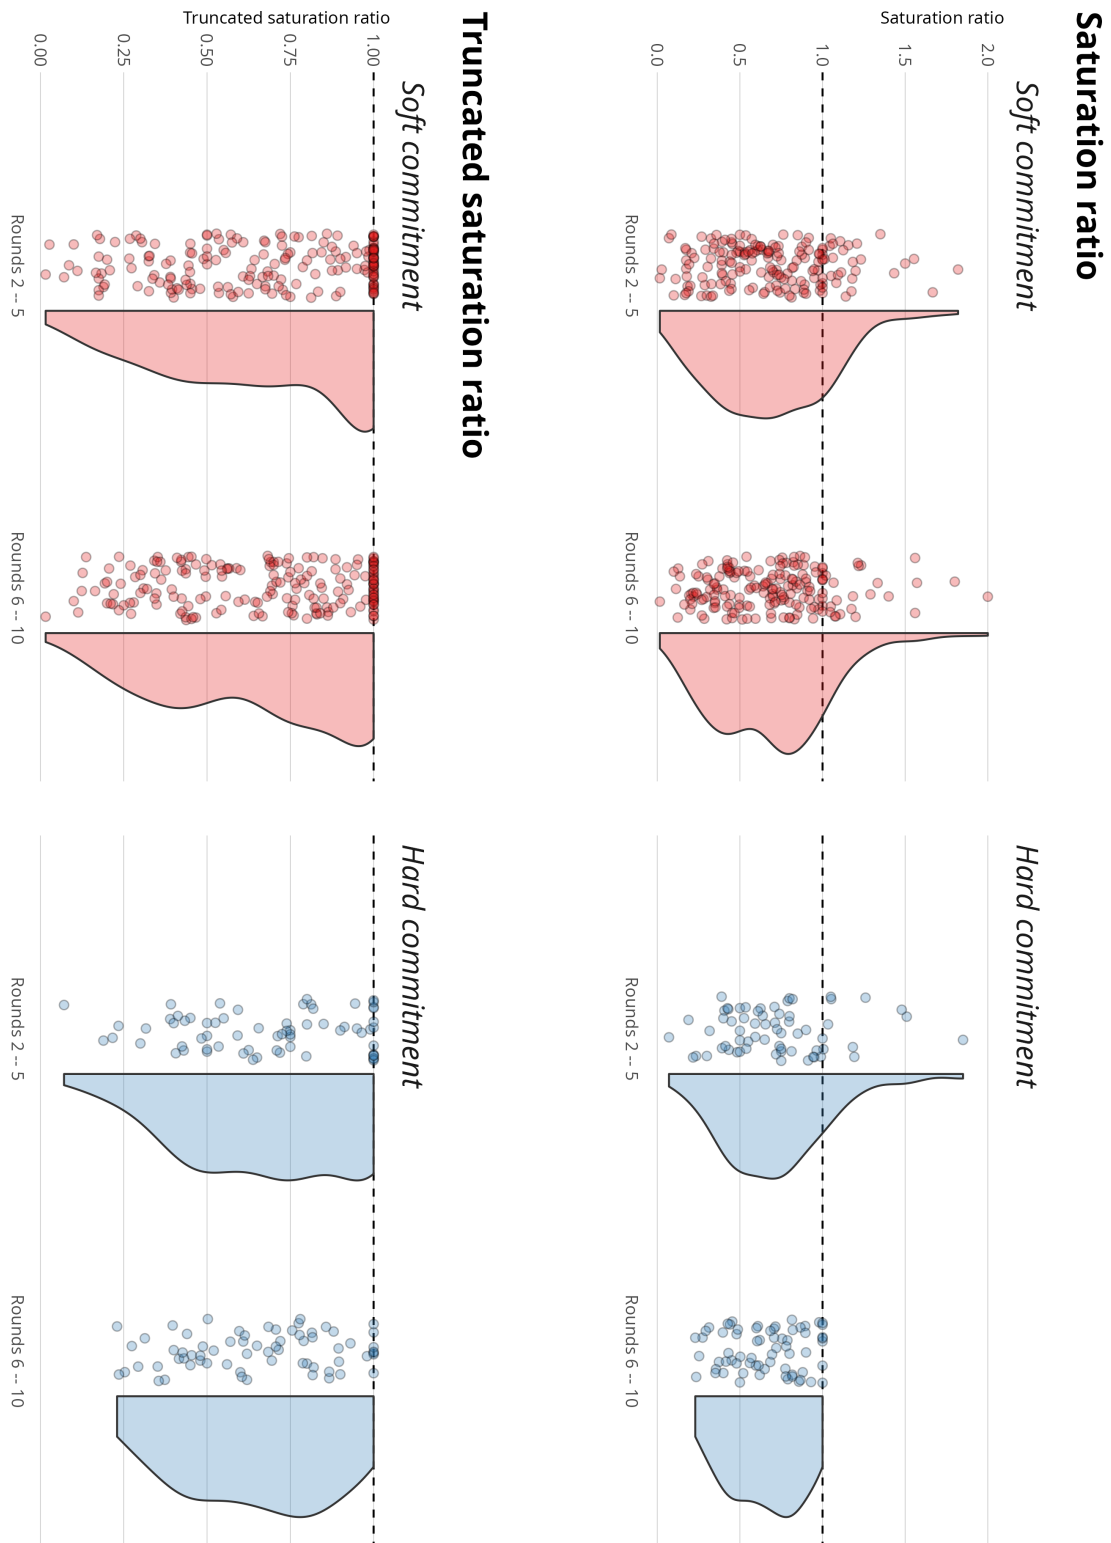 Saturation ratio
Soft commitment
Hard commitment
Saturation ratio
2.0
1.5
1.0
0.5
0.0
Rounds 2 -- 5
Rounds 6 -- 10
Rounds 2 -- 5
Rounds 6 -- 10
Truncated saturation ratio
Soft commitment
Hard commitment
Truncated saturation ratio
1.00
0.75
0.50
0.25
0.00
Rounds 2 -- 5
Rounds 6 -- 10
Rounds 2 -- 5
Rounds 6 -- 10